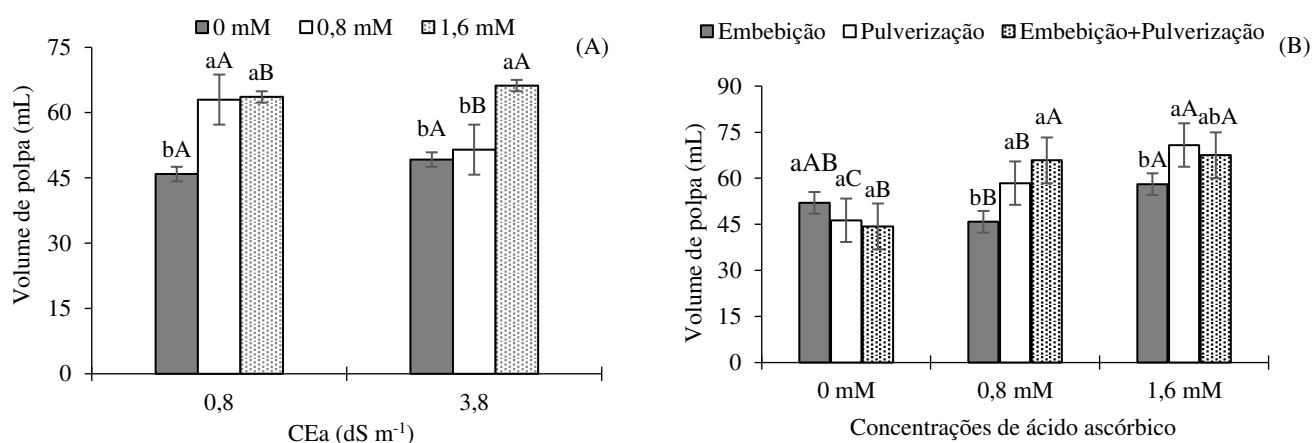 0 mM 0,8 mM 1,6 mM
(A)
Volume de polpa (mL)
75
60
45
30
15
0
bA aA aB bA bB aA
0,8 3,8
CEa (dS m⁻¹)
Embebição Pulverização Embebição+Pulverização
(B)
Volume de polpa (mL)
90
75
60
45
30
15
0
aAB aC aB bB aB aA bA aA abA
0 mM 0,8 mM 1,6 mM
Concentrações de ácido ascórbico